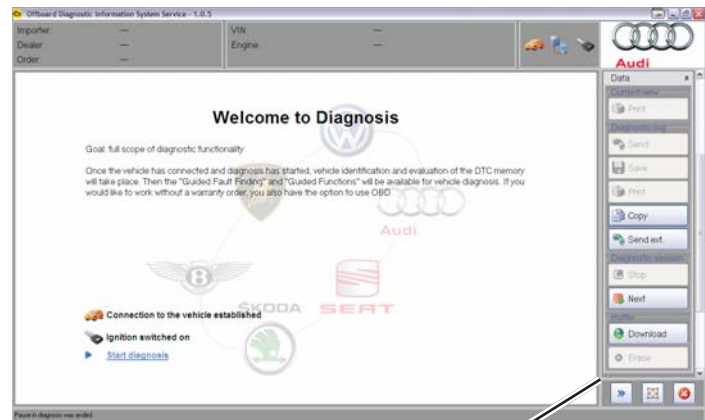 Offboard Diagnostic Information System Service - 1.0.5
Importer: —
VIN —
Dealer: —
Engine: —
Order: —
Audi
Welcome to Diagnosis
Goal: full scope of diagnostic functionality
Once the vehicle has connected and diagnosis has started, vehicle identification and evaluation of the DTC memory
will take place. Then the "Guided Fault Finding" and "Guided Functions" will be available for vehicle diagnosis. If you
would like to work without a warranty order, you also have the option to use OBD.
Audi
B
ŠKODA
SEAT
Connection to the vehicle established
Ignition switched on
Start diagnosis
Data
Current view
Print
Diagnostic log
Send
Save
Print
Copy
Send ext.
Diagnostic session
Stop
Next
Hotfix
Download
Erase
Pause in diagnosis was ended